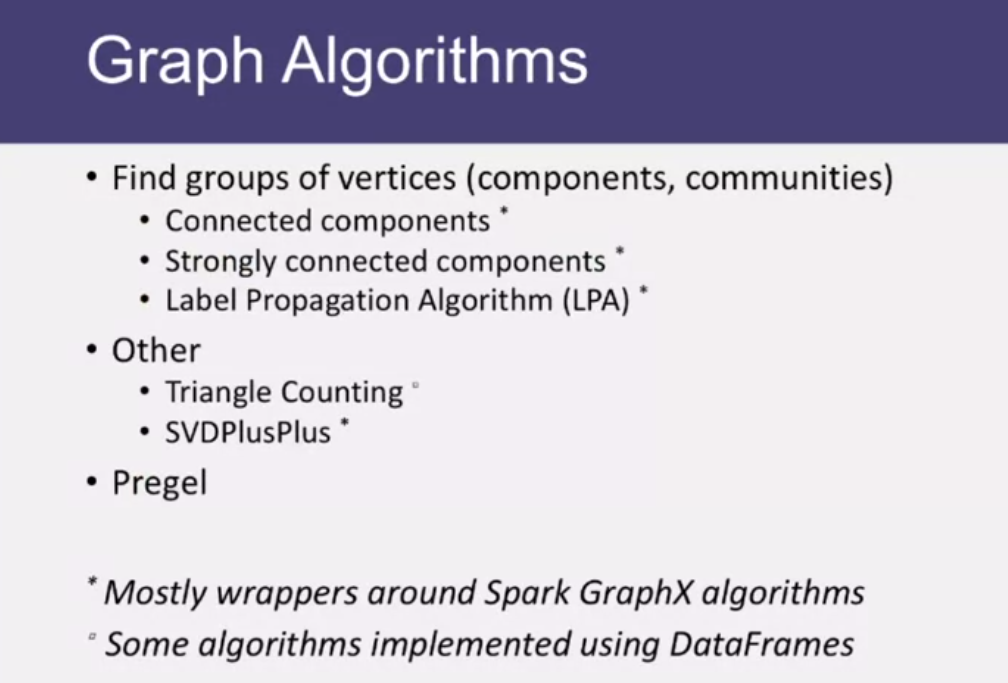 Graph Algorithms
• Find groups of vertices (components, communities)
• Connected components *
• Strongly connected components *
• Label Propagation Algorithm (LPA) *
• Other
• Triangle Counting ▫
• SVDPlusPlus *
• Pregel
* Mostly wrappers around Spark GraphX algorithms
▫ Some algorithms implemented using DataFrames